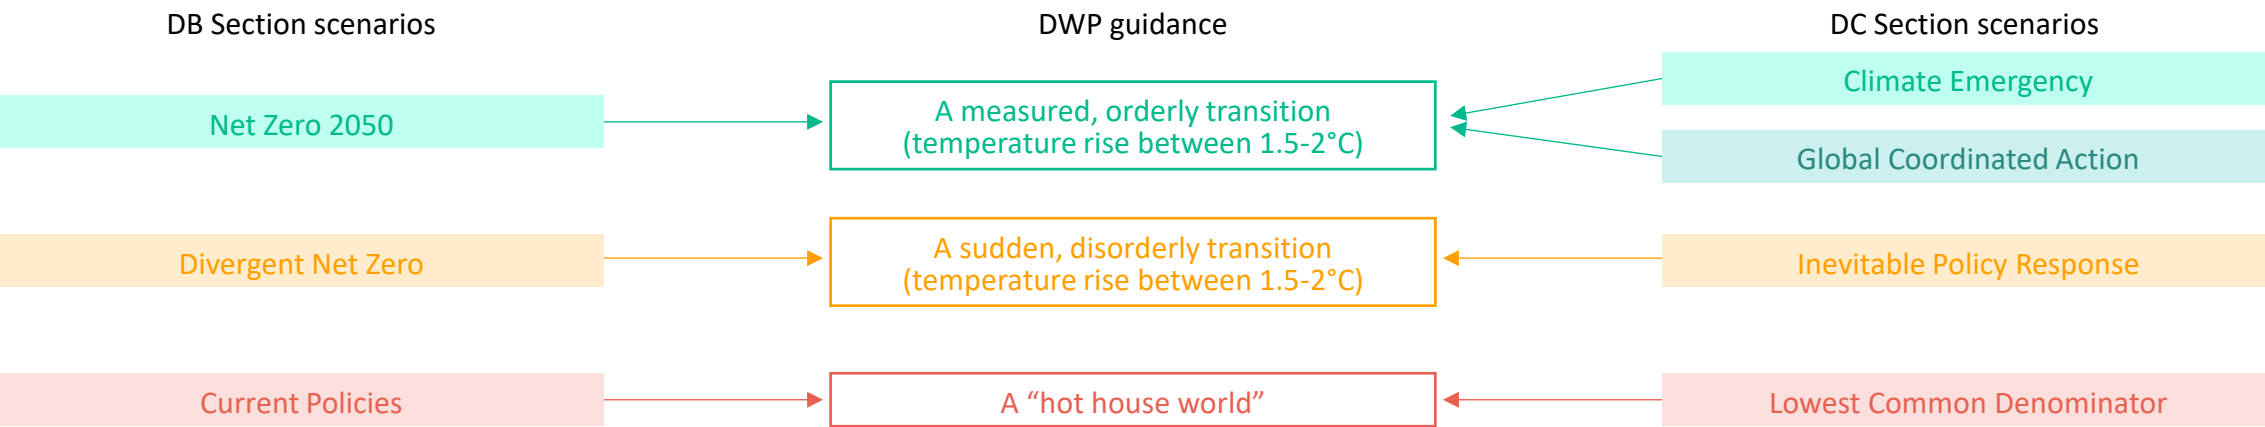 DB Section scenarios
DWP guidance
DC Section scenarios
Net Zero 2050
A measured, orderly transition
(temperature rise between 1.5-2°C)
Climate Emergency
Global Coordinated Action
Divergent Net Zero
A sudden, disorderly transition
(temperature rise between 1.5-2°C)
Inevitable Policy Response
Current Policies
A “hot house world”
Lowest Common Denominator